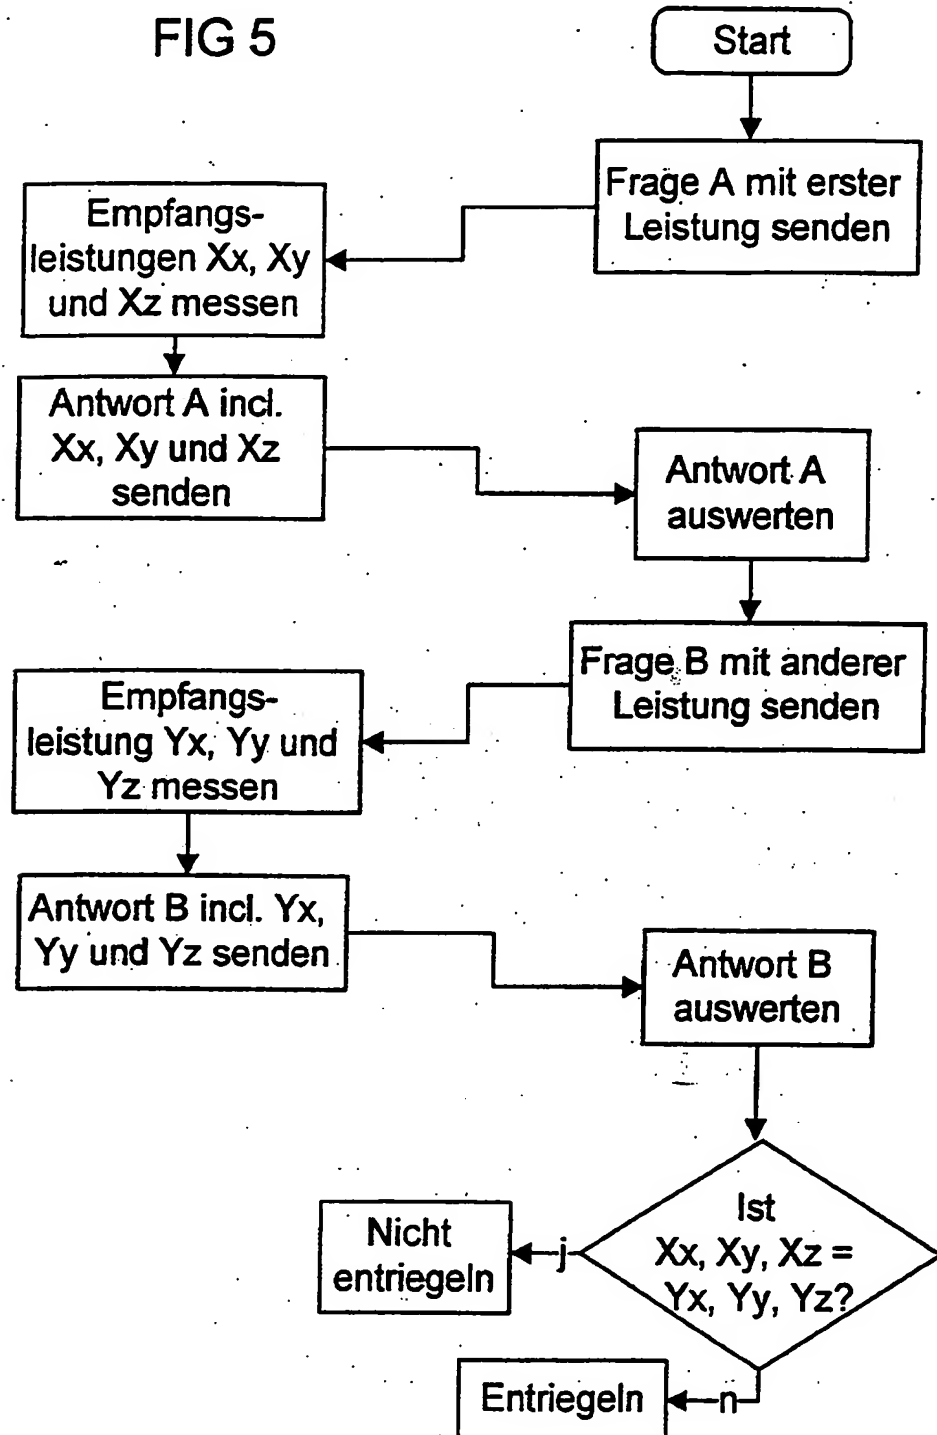 FIG 5
Start
Frage A mit erster
Leistung senden
Empfangs-
leistungen Xx, Xy
und Xz messen
Antwort A incl.
Xx, Xy und Xz
senden
Antwort A
auswerten
Frage B mit anderer
Leistung senden
Empfangs-
leistung Yx, Yy und
Yz messen
Antwort B incl. Yx,
Yy und Yz senden
Antwort B
auswerten
Ist
Xx, Xy, Xz =
Yx, Yy, Yz?
j
Nicht
entriegeln
n
Entriegeln